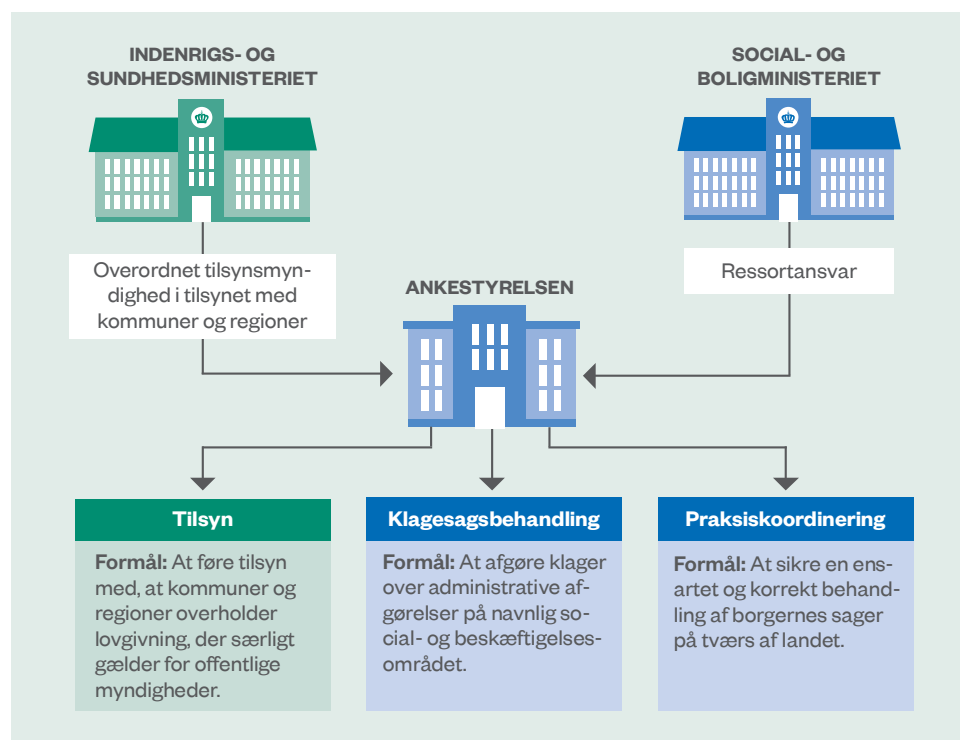 INDENRIGS- OG
SUNDHEDSMINISTERIET
SOCIAL- OG
BOLIGMINISTERIET
Overordnet tilsynsmyn-
dighed i tilsynet med
kommuner og regioner
Ressortansvar
ANKESTYRELSEN
Tilsyn
Formål: At føre tilsyn
med, at kommuner og
regioner overholder
lovgivning, der særligt
gælder for offentlige
myndigheder.
Klagesagsbehandling
Formål: At afgøre klager
over administrative af-
gørelser på navnlig so-
cial- og beskæftigelses-
området.
Praksiskoordinering
Formål: At sikre en ens-
artet og korrekt behand-
ling af borgernes sager
på tværs af landet.